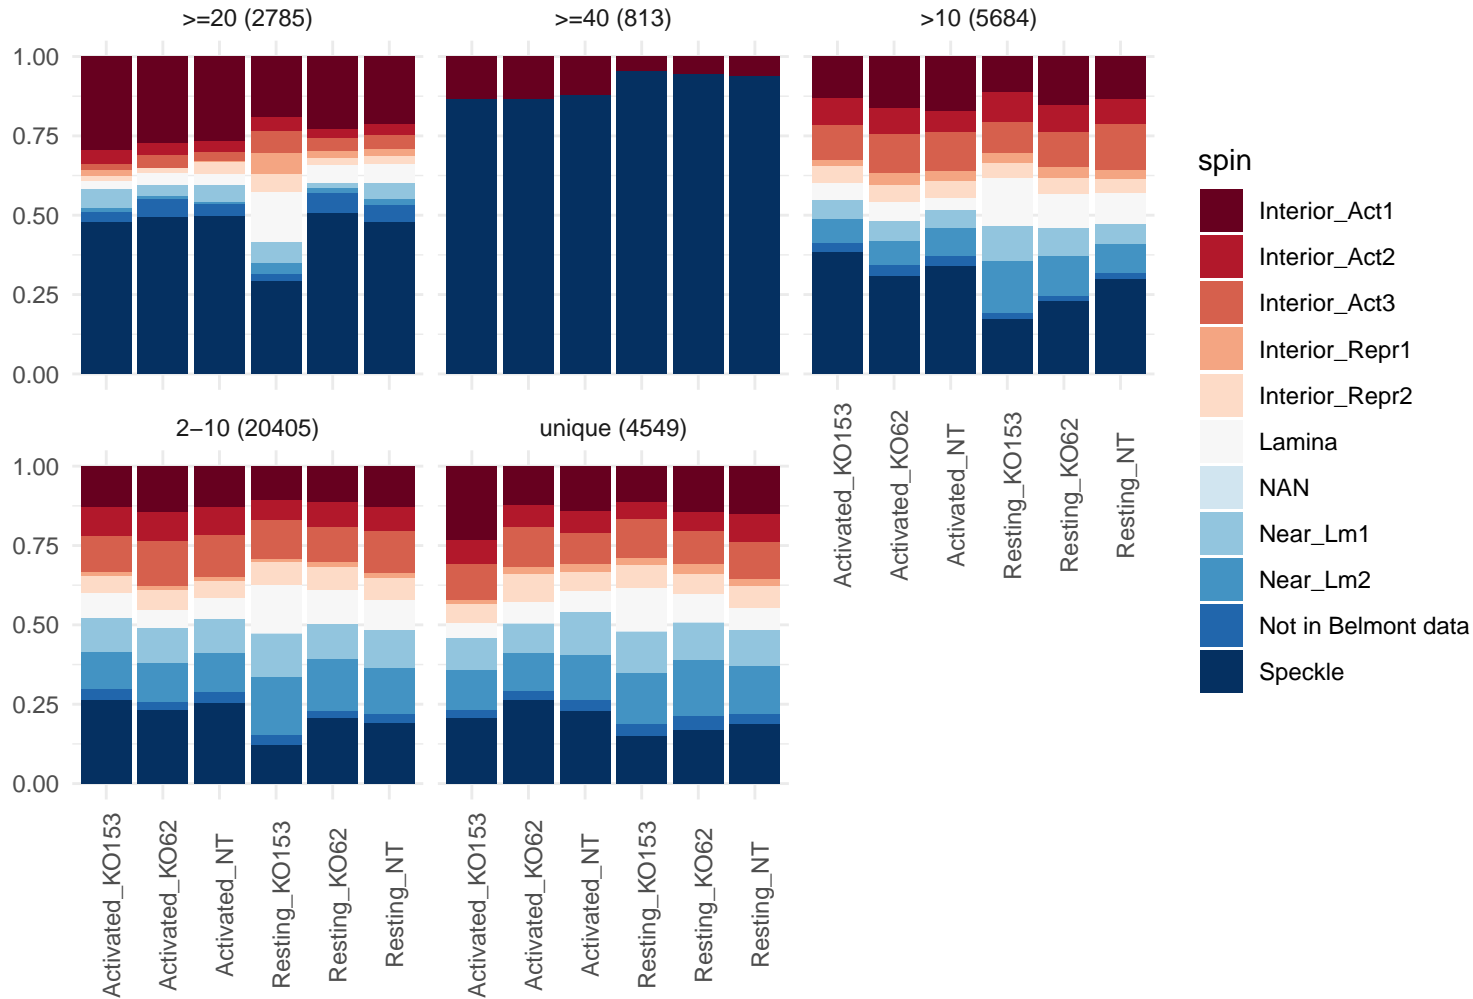 >=20 (2785)
>=40 (813)
>10 (5684)
1.00
0.75
0.50
0.25
0.00
Activated_KO153
Activated_KO62
Activated_NT
Resting_KO153
Resting_KO62
Resting_NT
2−10 (20405)
unique (4549)
1.00
0.75
0.50
0.25
0.00
Activated_KO153
Activated_KO62
Activated_NT
Resting_KO153
Resting_KO62
Resting_NT
Activated_KO153
Activated_KO62
Activated_NT
Resting_KO153
Resting_KO62
Resting_NT
spin
Interior_Act1
Interior_Act2
Interior_Act3
Interior_Repr1
Interior_Repr2
Lamina
NAN
Near_Lm1
Near_Lm2
Not in Belmont data
Speckle